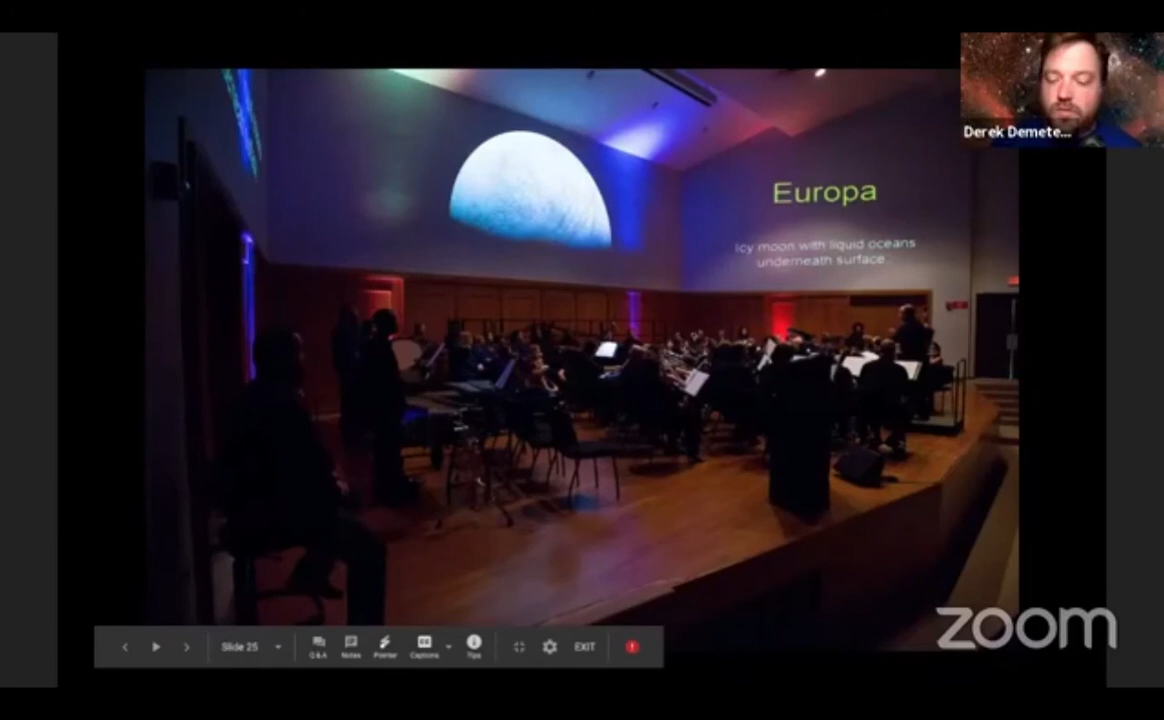 Derek Demete...
Europa
Icy moon with liquid oceans
underneath surface.
Slide 25
Q&A
Notes
Pointer
Captions
Tips
EXIT
zoom